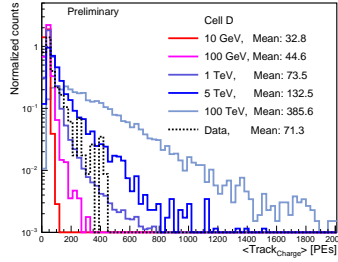 Preliminary
Cell D
10 GeV, Mean: 32.8
100 GeV, Mean: 44.6
1 TeV, Mean: 73.5
5 TeV, Mean: 132.5
100 TeV, Mean: 385.6
Data, Mean: 71.3
Normalized counts
1
10⁻¹
10⁻²
10⁻³
0 200 400 600 800 1000 1200 1400 1600 1800 2000
<Track_Charge> [PEs]